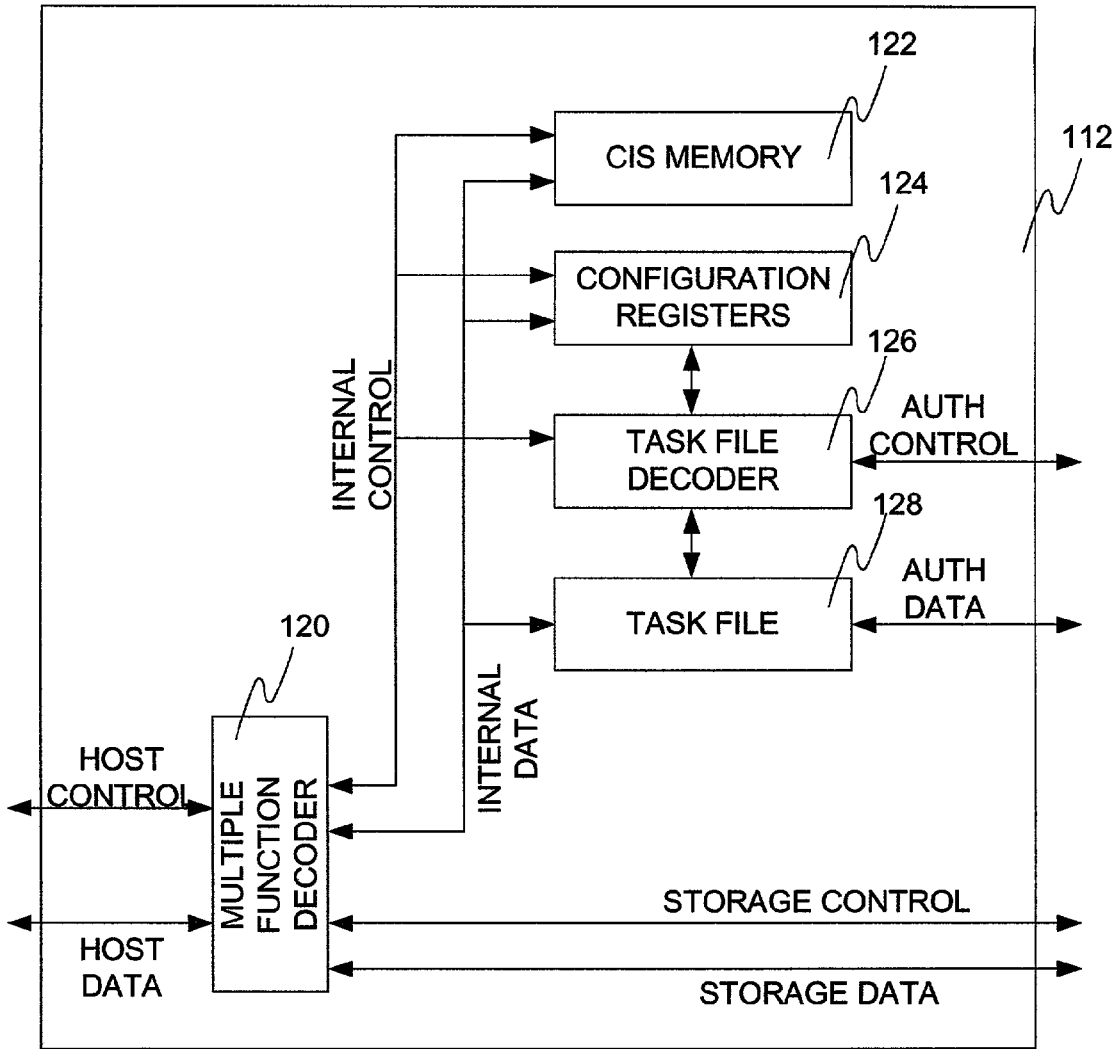 122
CIS MEMORY
112
124
CONFIGURATION
REGISTERS
126
INTERNAL
CONTROL
TASK FILE
DECODER
AUTH
CONTROL
128
TASK FILE
AUTH
DATA
120
INTERNAL
DATA
HOST
CONTROL
MULTIPLE
FUNCTION
DECODER
STORAGE CONTROL
HOST
DATA
STORAGE DATA